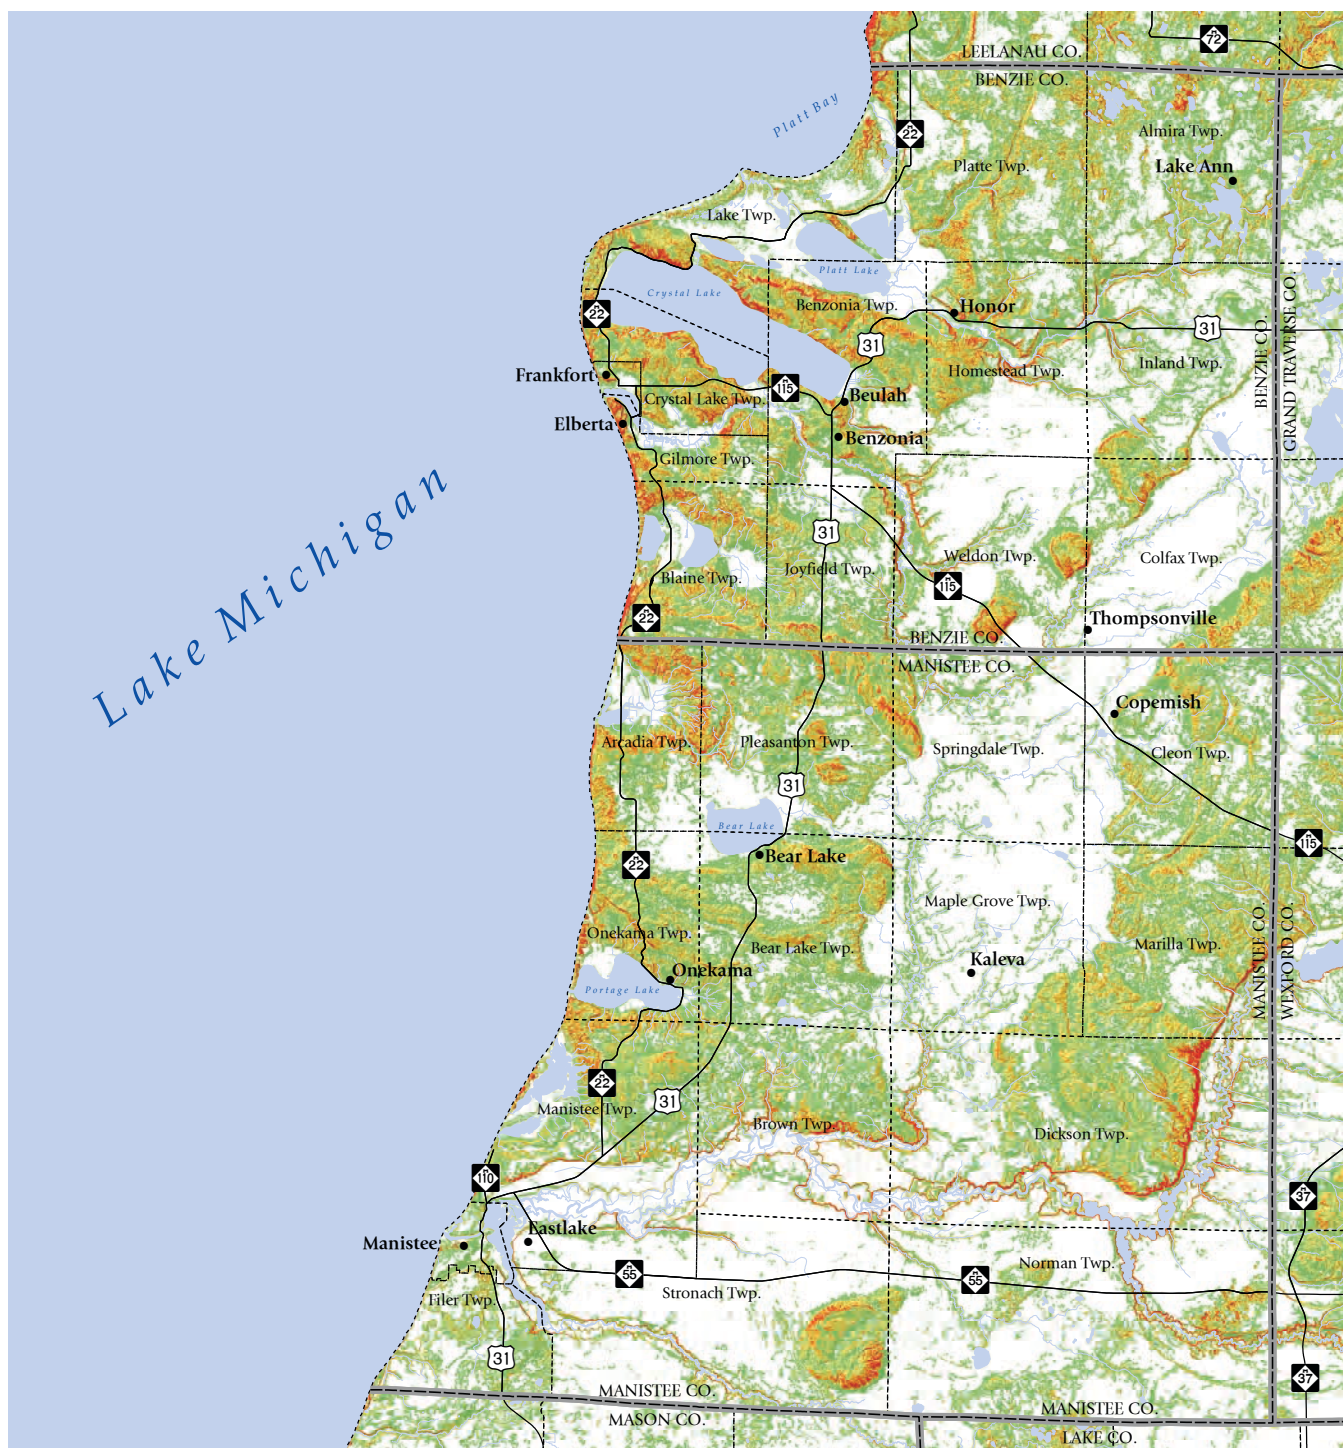 72
LEELANAU CO.
BENZIE CO.
Platt Bay
M
22
Almira Twp.
Platte Twp.
Lake Ann
Lake Twp.
Platt Lake
Crystal Lake
Benzonia Twp.
Honor
22
31
31
BENZIE CO.
GRAND TRAVERSE CO.
Inland Twp.
Homestead Twp.
Frankfort
115
Crystal Lake Twp.
Beulah
Elberta
Benzonia
Gilmore Twp.
Lake Michigan
31
Weldon Twp.
Colfax Twp.
Joyfield Twp.
Blaine Twp.
115
22
Thompsonville
BENZIE CO.
MANISTEE CO.
Copemish
Arcadia Twp.
Pleasanton Twp.
Springdale Twp.
Cleon Twp.
31
Bear Lake
115
Bear Lake
22
Maple Grove Twp.
Onekama Twp.
Bear Lake Twp.
Marilla Twp.
MANISTEE CO.
WEXFORD CO.
Kaleva
Onekama
Portage Lake
22
31
Manistee Twp.
Brown Twp.
Dickson Twp.
110
37
Eastlake
Manistee
Norman Twp.
55
55
Stronach Twp.
Filer Twp.
31
37
MANISTEE CO.
MASON CO.
MANISTEE CO.
LAKE CO.